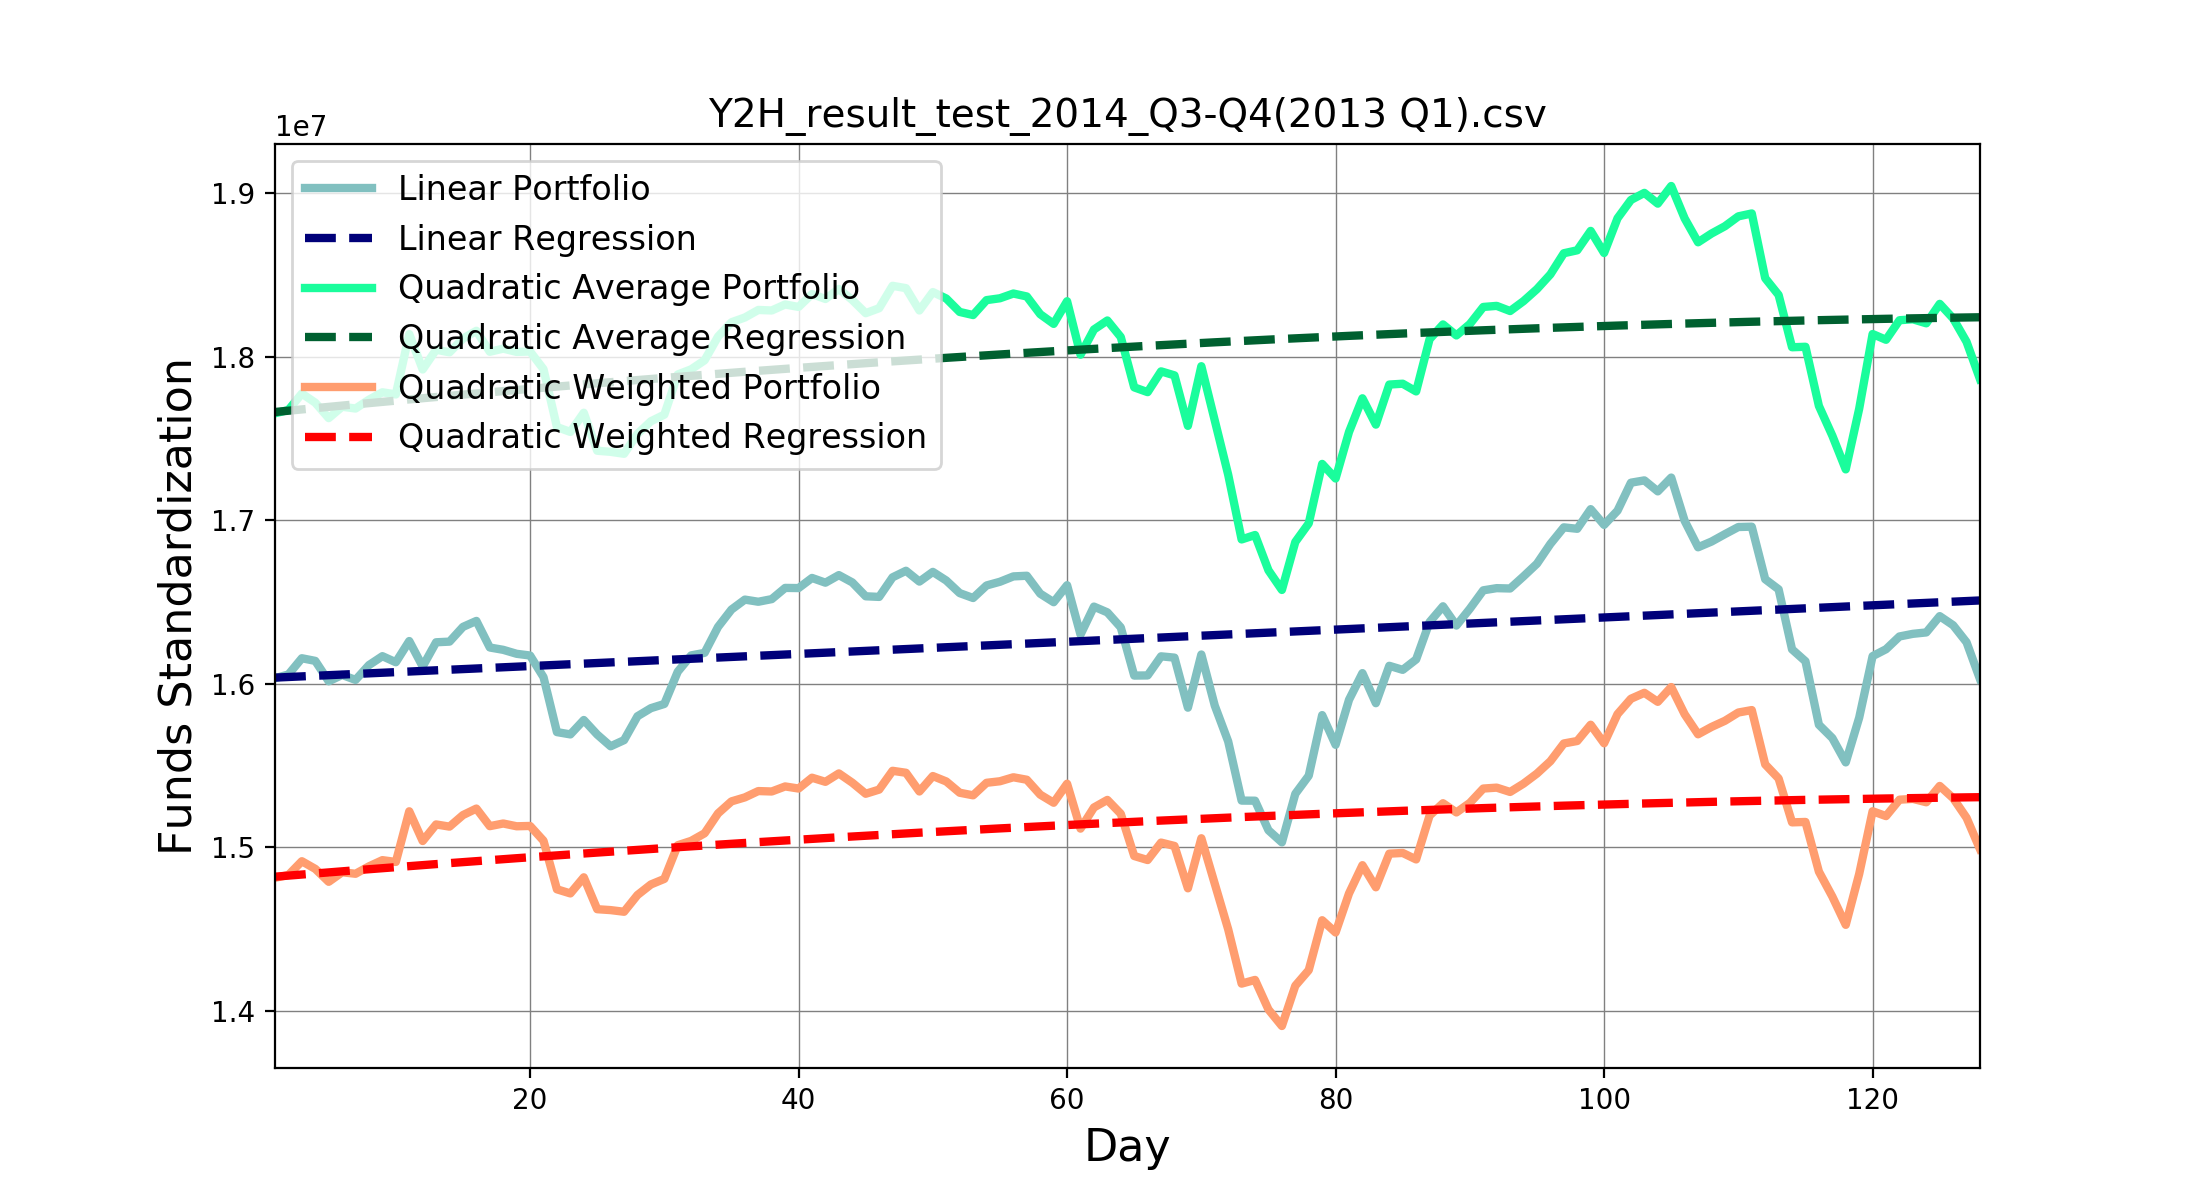 Y2H_result_test_2014_Q3-Q4(2013 Q1).csv
1e7
Linear Portfolio
Linear Regression
Quadratic Average Portfolio
Quadratic Average Regression
Quadratic Weighted Portfolio
Quadratic Weighted Regression
Funds Standardization
1.9
1.8
1.7
1.6
1.5
1.4
20 40 60 80 100 120
Day